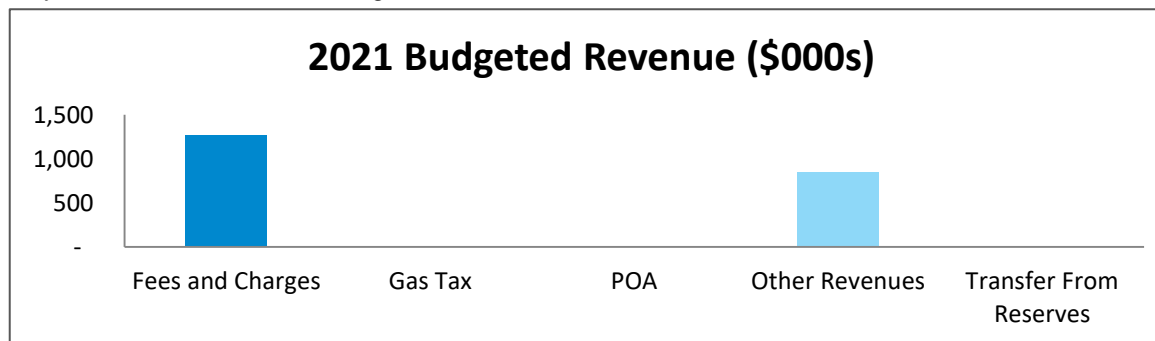 2021 Budgeted Revenue ($000s)
1,500
1,000
500
-
Fees and Charges
Gas Tax
POA
Other Revenues
Transfer From
Reserves